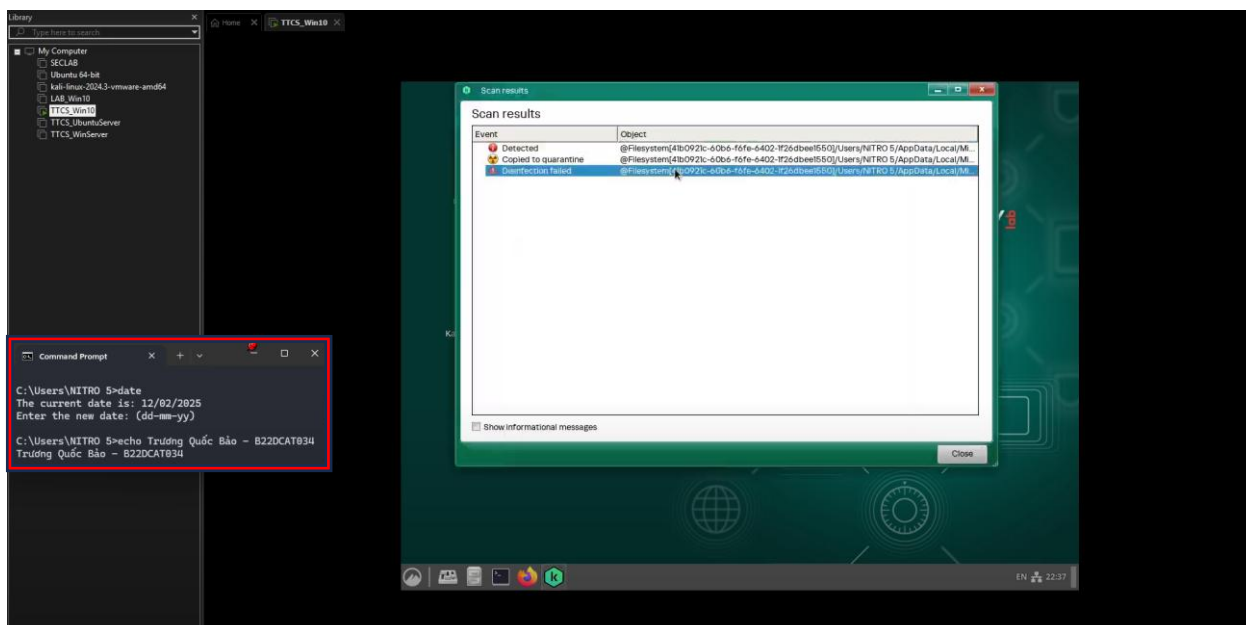 Library
Type here to search
My Computer
SECLAB
Ubuntu 64-bit
kali-linux-2024.3-vmware-amd64
LAB_Win10
TTCS_Win10
TTCS_UbuntuServer
TTCS_WinServer
Home
TTCS_Win10
Scan results
Scan results
Event Object
Detected @Filesystem[41b0921c-60b6-f6fe-6402-1f26dbee1550]/Users/NITRO 5/AppData/Local/Mi...
Copied to quarantine @Filesystem[41b0921c-60b6-f6fe-6402-1f26dbee1550]/Users/NITRO 5/AppData/Local/Mi...
Disinfection failed @Filesystem[41b0921c-60b6-f6fe-6402-1f26dbee1550]/Users/NITRO 5/AppData/Local/Mi...
Show informational messages
Close
lab
Ka
Command Prompt
C:\Users\NITRO 5>date
The current date is: 12/02/2025
Enter the new date: (dd-mm-yy)
C:\Users\NITRO 5>echo Trương Quốc Bảo - B22DCAT034
Trương Quốc Bảo - B22DCAT034
EN 22:37